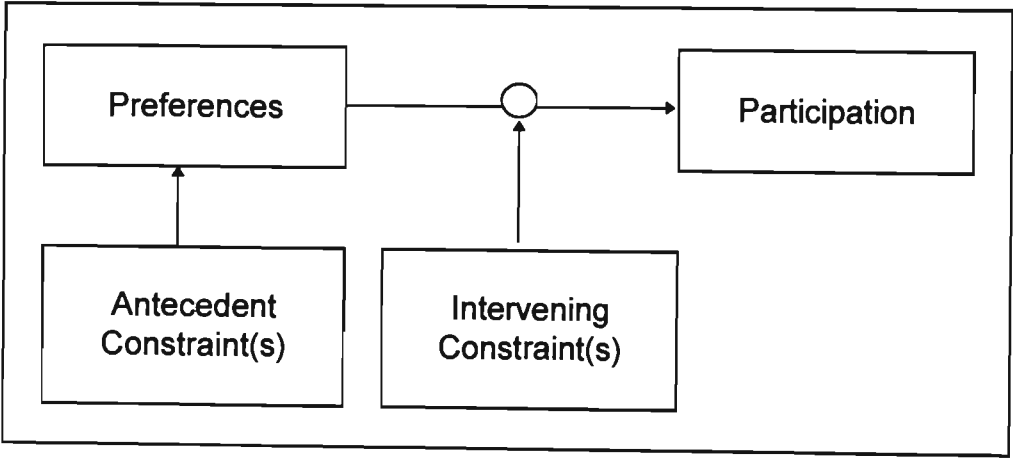 Preferences
Participation
Antecedent
Constraint(s)
Intervening
Constraint(s)